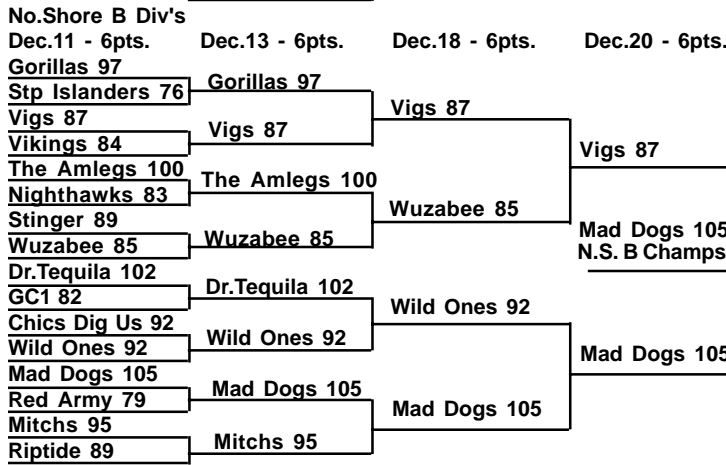 No.Shore B Div's
Dec.11 - 6pts.
Dec.13 - 6pts.
Dec.18 - 6pts.
Dec.20 - 6pts.
Gorillas 97
Stp Islanders 76
Vigs 87
Vikings 84
The Amlegs 100
Nighthawks 83
Stinger 89
Wuzabee 85
Dr.Tequila 102
GC1 82
Chics Dig Us 92
Wild Ones 92
Mad Dogs 105
Red Army 79
Mitchs 95
Riptide 89
Gorillas 97
Vigs 87
The Amlegs 100
Wuzabee 85
Dr.Tequila 102
Wild Ones 92
Mad Dogs 105
Mitchs 95
Vigs 87
Wuzabee 85
Wild Ones 92
Mad Dogs 105
Vigs 87
Mad Dogs 105
N.S. B Champs
Mad Dogs 105